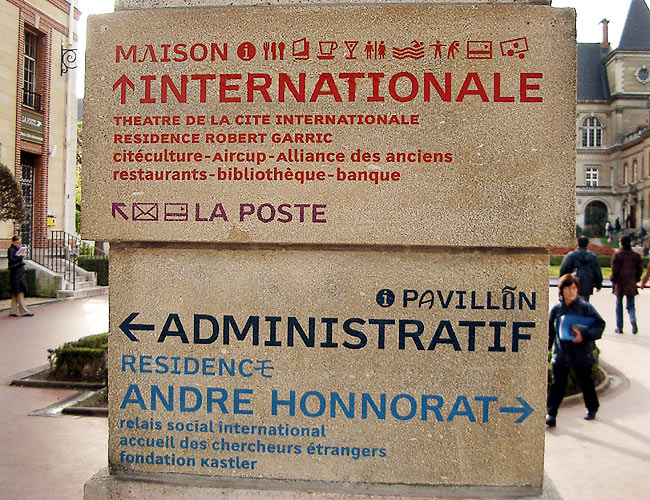 MAISON
INTERNATIONALE
THEATRE DE LA CITE INTERNATIONALE
RESIDENCE ROBERT GARRIC
citéculture-Aircup-Alliance des anciens
restaurants-bibliothèque-banque
LA POSTE
PAVILLON
ADMINISTRATIF
RESIDENCE
ANDRE HONNORAT
relais social international
accueil des chercheurs étrangers
fondation Kastler